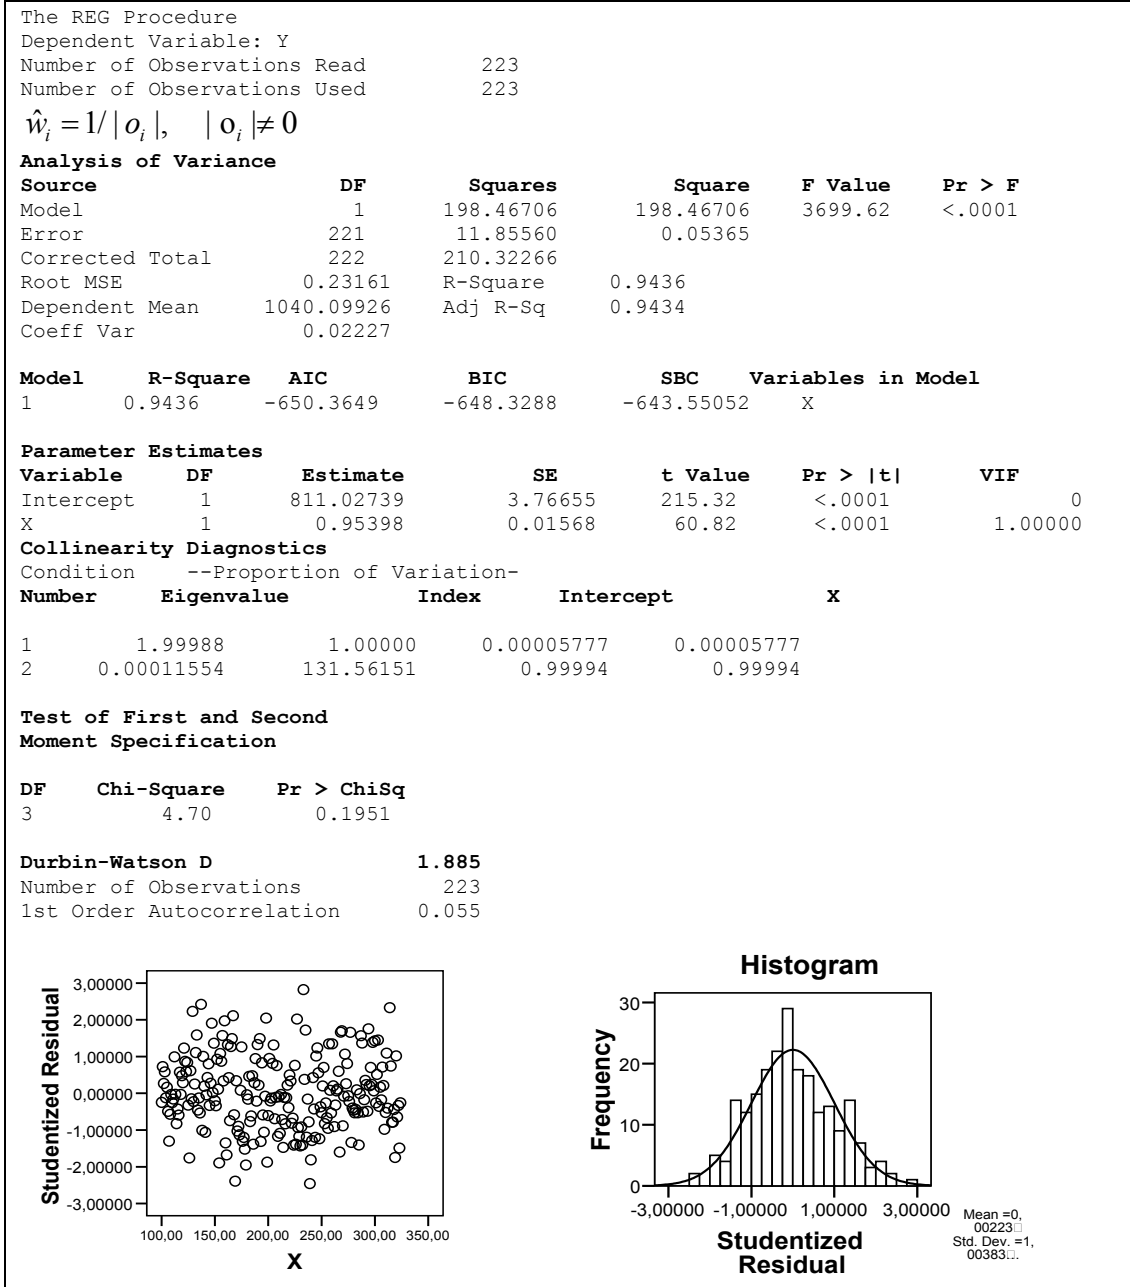 The REG Procedure
Dependent Variable: Y
Number of Observations Read 223
Number of Observations Used 223
ŵᵢ = 1/ | oᵢ |, | oᵢ |≠ 0
Analysis of Variance
Source DF Squares Square F Value Pr > F
Model 1 198.46706 198.46706 3699.62 <.0001
Error 221 11.85560 0.05365
Corrected Total 222 210.32266
Root MSE 0.23161 R-Square 0.9436
Dependent Mean 1040.09926 Adj R-Sq 0.9434
Coeff Var 0.02227
Model R-Square AIC BIC SBC Variables in Model
1 0.9436 -650.3649 -648.3288 -643.55052 X
Parameter Estimates
Variable DF Estimate SE t Value Pr > |t| VIF
Intercept 1 811.02739 3.76655 215.32 <.0001 0
X 1 0.95398 0.01568 60.82 <.0001 1.00000
Collinearity Diagnostics
Condition --Proportion of Variation-
Number Eigenvalue Index Intercept X
1 1.99988 1.00000 0.00005777 0.00005777
2 0.00011554 131.56151 0.99994 0.99994
Test of First and Second
Moment Specification
DF Chi-Square Pr > ChiSq
3 4.70 0.1951
Durbin-Watson D 1.885
Number of Observations 223
1st Order Autocorrelation 0.055
Studentized Residual
3,00000
2,00000
1,00000
0,00000
-1,00000
-2,00000
-3,00000
100,00 150,00 200,00 250,00 300,00 350,00
X
Histogram
Frequency
30
20
10
0
-3,00000 -1,00000 1,00000 3,00000
Studentized
Residual
Mean =0,
00223□
Std. Dev. =1,
00383□.